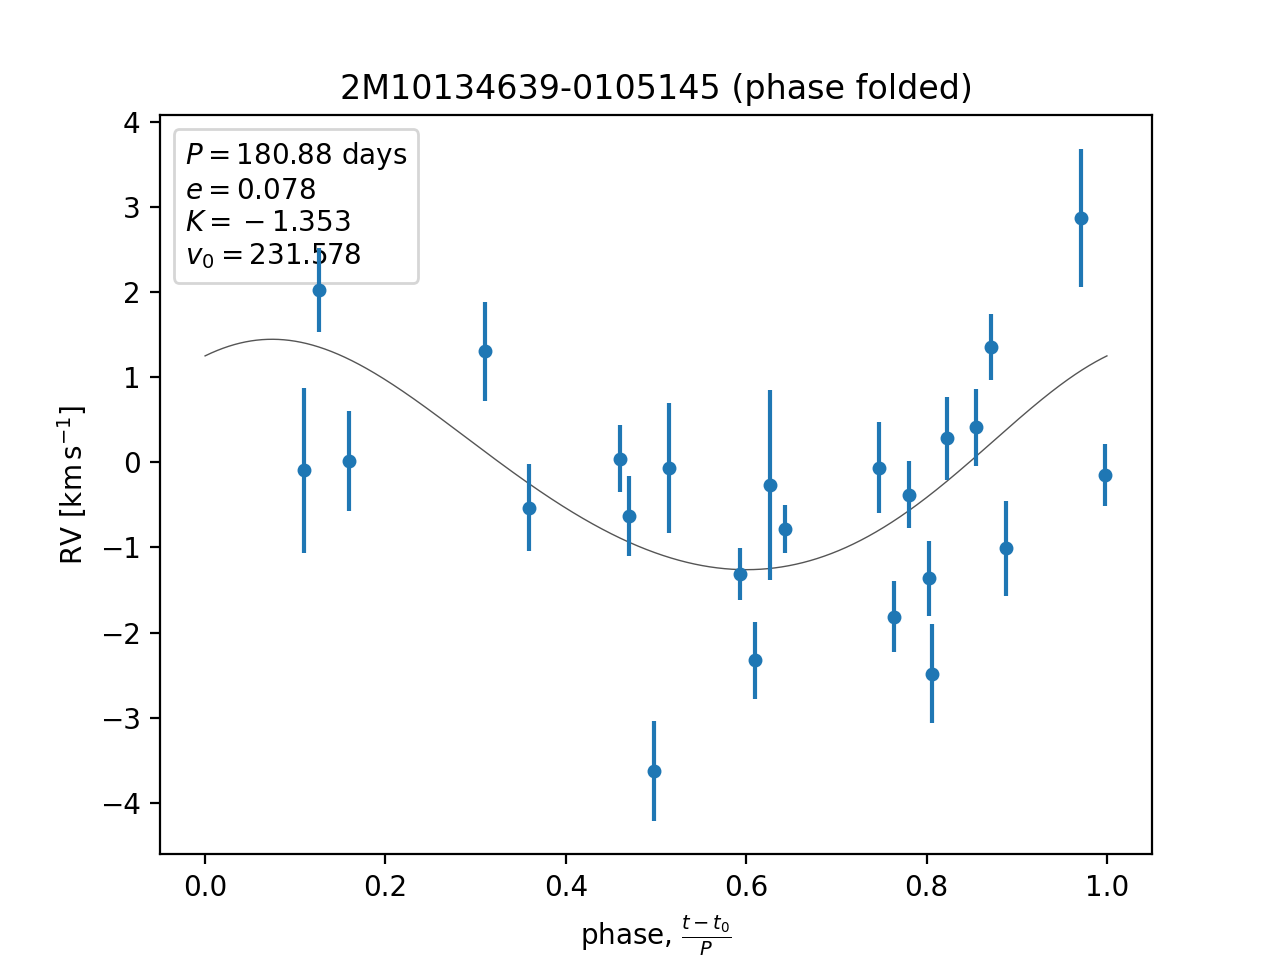 2M10134639-0105145 (phase folded)
P = 180.88 days
e = 0.078
K = −1.353
v₀ = 231.578
RV [km s⁻¹]
4
3
2
1
0
−1
−2
−3
−4
0.0 0.2 0.4 0.6 0.8 1.0
phase, (t − t₀)/P